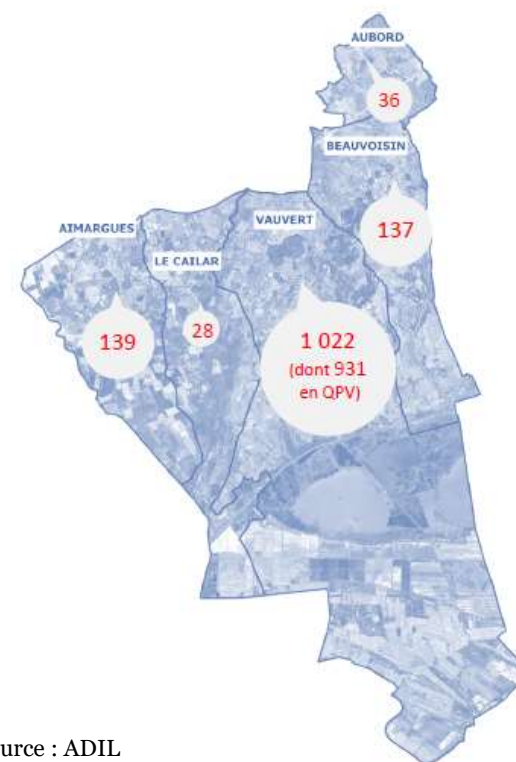 AUBORD
36
BEAUVOISIN
137
VAUVERT
AIMARGUES
LE CAILAR
139
28
1 022
(dont 931
en QPV)
urce : ADIL